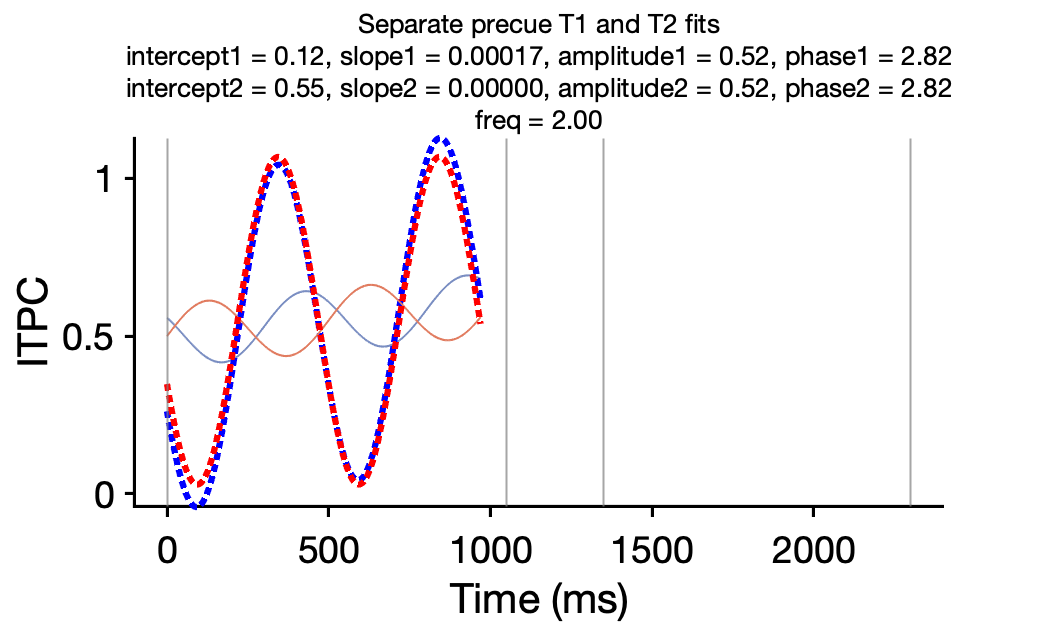 Separate precue T1 and T2 fits
intercept1 = 0.12, slope1 = 0.00017, amplitude1 = 0.52, phase1 = 2.82
intercept2 = 0.55, slope2 = 0.00000, amplitude2 = 0.52, phase2 = 2.82
freq = 2.00
1
0.5
0
ITPC
0 500 1000 1500 2000
Time (ms)